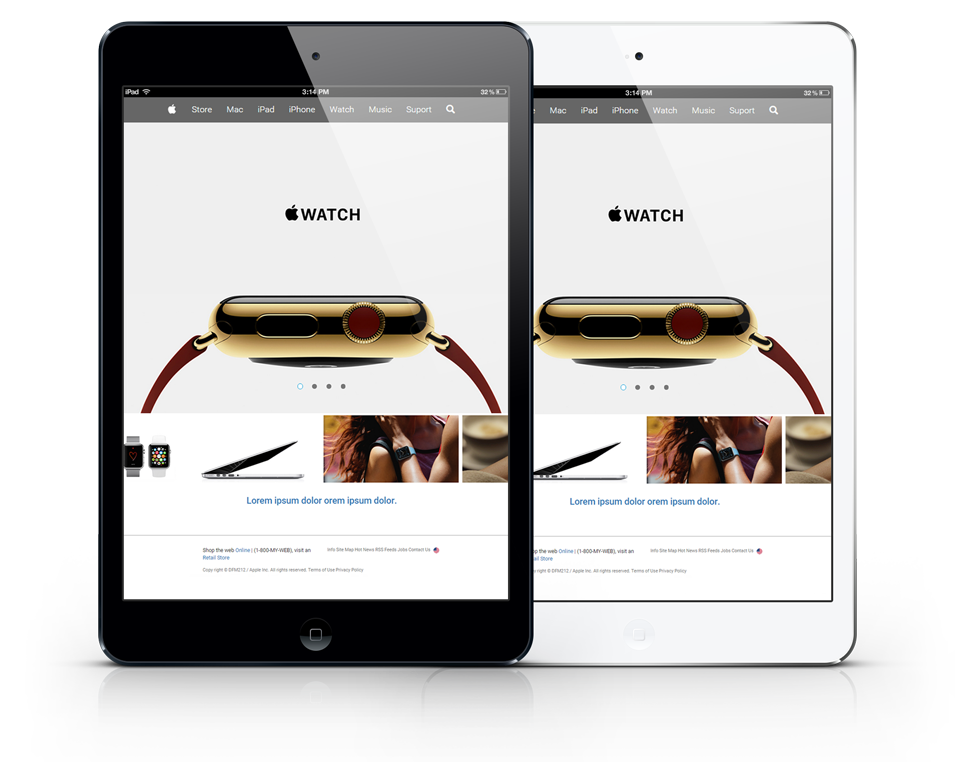 iPad 3:14 PM 32 %
Store Mac iPad iPhone Watch Music Suport
WATCH
Lorem ipsum dolor orem ipsum dolor.
Shop the web Online | (1-800-MY-WEB), visit an
Retail Store
Info Site Map Hot News RSS Feeds Jobs Contact Us
Copy right © DFM212 / Apple Inc. All rights reserved. Terms of Use Privacy Policy
3:14 PM 32 %
Mac iPad iPhone Watch Music Suport
WATCH
Lorem ipsum dolor orem ipsum dolor.
the web Online | (1-800-MY-WEB), visit an
Info Site Map Hot News RSS Feeds Jobs Contact Us
right © DFM212 / Apple Inc. All rights reserved. Terms of Use Privacy Policy